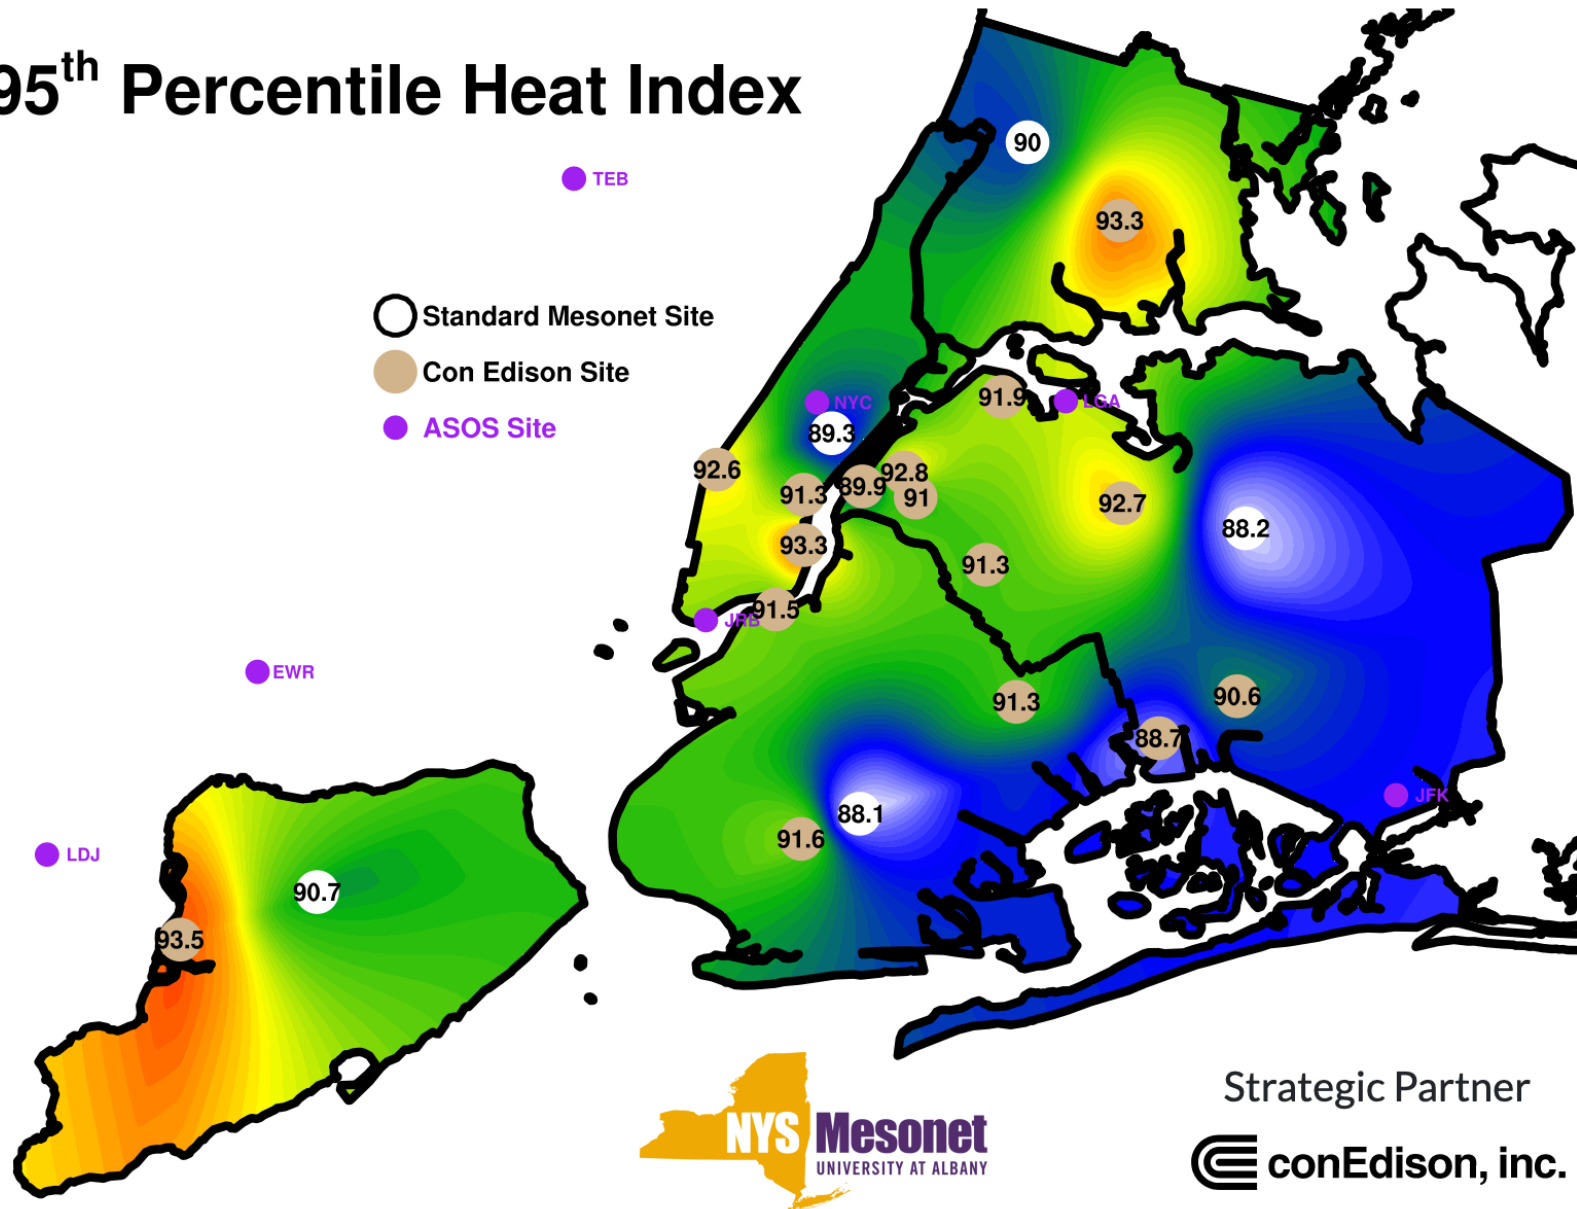 95th Percentile Heat Index
TEB
Standard Mesonet Site
Con Edison Site
ASOS Site
90
93.3
NYC
89.3
91.9
LGA
92.6
91.3
89.9
92.8
91
92.7
88.2
93.3
91.3
91.5
JRB
EWR
91.3
90.6
88.7
JFK
88.1
91.6
LDJ
90.7
93.5
NYS Mesonet
UNIVERSITY AT ALBANY
Strategic Partner
conEdison, inc.